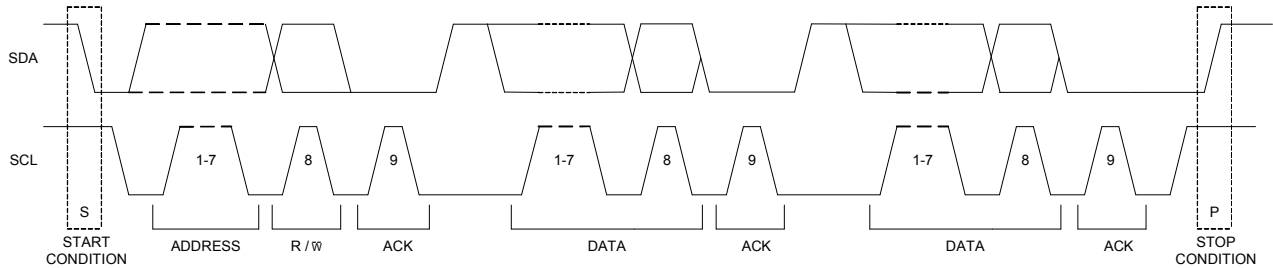 SDA
SCL
1-7
8
9
1-7
8
9
1-7
8
9
S
P
START
CONDITION
ADDRESS
R / W
ACK
DATA
ACK
DATA
ACK
STOP
CONDITION